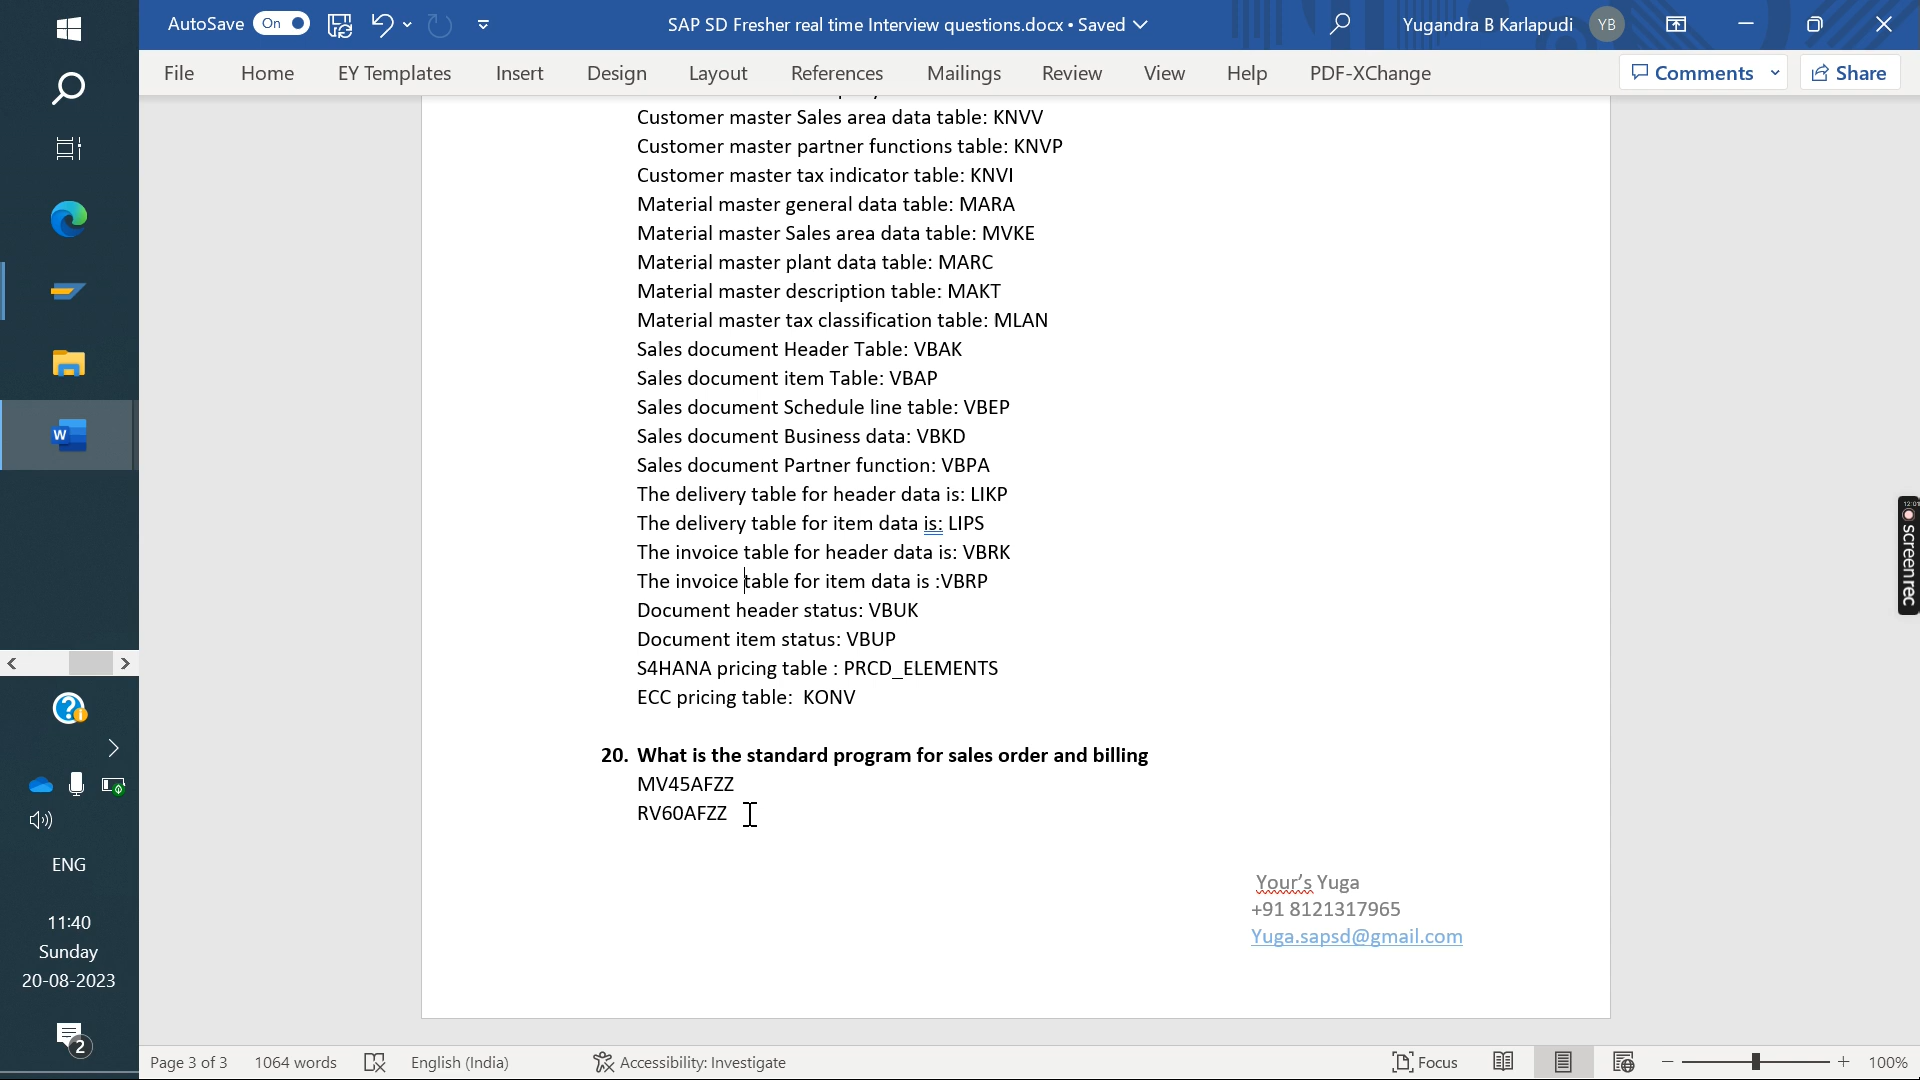 AutoSave On
SAP SD Fresher real time Interview questions.docx • Saved
Yugandra B Karlapudi YB
File Home EY Templates Insert Design Layout References Mailings Review View Help PDF-XChange Comments Share
Customer master Sales area data table: KNVV
Customer master partner functions table: KNVP
Customer master tax indicator table: KNVI
Material master general data table: MARA
Material master Sales area data table: MVKE
Material master plant data table: MARC
Material master description table: MAKT
Material master tax classification table: MLAN
Sales document Header Table: VBAK
Sales document item Table: VBAP
Sales document Schedule line table: VBEP
Sales document Business data: VBKD
Sales document Partner function: VBPA
The delivery table for header data is: LIKP
The delivery table for item data is: LIPS
The invoice table for header data is: VBRK
The invoice table for item data is :VBRP
Document header status: VBUK
Document item status: VBUP
S4HANA pricing table : PRCD_ELEMENTS
ECC pricing table:  KONV
20. What is the standard program for sales order and billing
MV45AFZZ
RV60AFZZ
Your's Yuga
+91 8121317965
Yuga.sapsd@gmail.com
W
ENG
11:40
Sunday
20-08-2023
2
screenrec
Page 3 of 3 1064 words English (India) Accessibility: Investigate Focus 100%